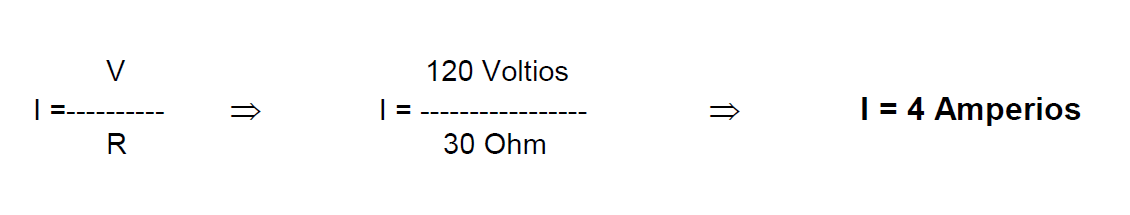 V 120 Voltios
I =---------- ⇒ I = ----------------- ⇒ I = 4 Amperios
R 30 Ohm